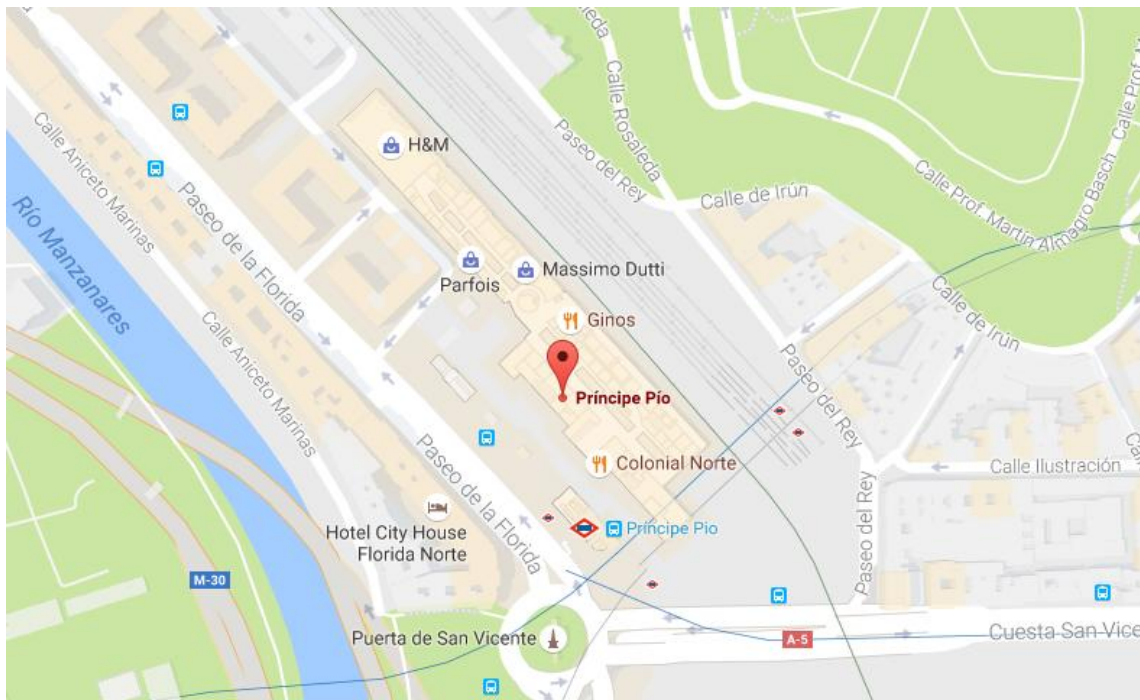 H&M
Calle Aniceto Marinas
Río Manzanares
Paseo de la Florida
Calle Rosaleda
Paseo del Rey
Calle de Irún
Calle Prof. Martín Almagro Basch
Calle Prof.
Parfois
Massimo Dutti
Ginos
Calle de Irún
Calle Aniceto Marinas
Príncipe Pío
Paseo del Rey
Colonial Norte
Calle Ilustración
Paseo de la Florida
Hotel City House
Florida Norte
Príncipe Pio
Paseo del Rey
M-30
Puerta de San Vicente
A-5
Cuesta San Vice